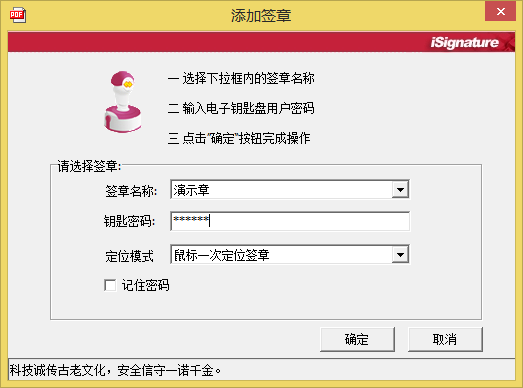 添加签章
PDF
iSignature
一 选择下拉框内的签章名称
二 输入电子钥匙盘用户密码
三 点击"确定"按钮完成操作
请选择签章:
签章名称: 演示章
钥匙密码: ******
定位模式 鼠标一次定位签章
记住密码
确定 取消
科技诚传古老文化，安全信守一诺千金。